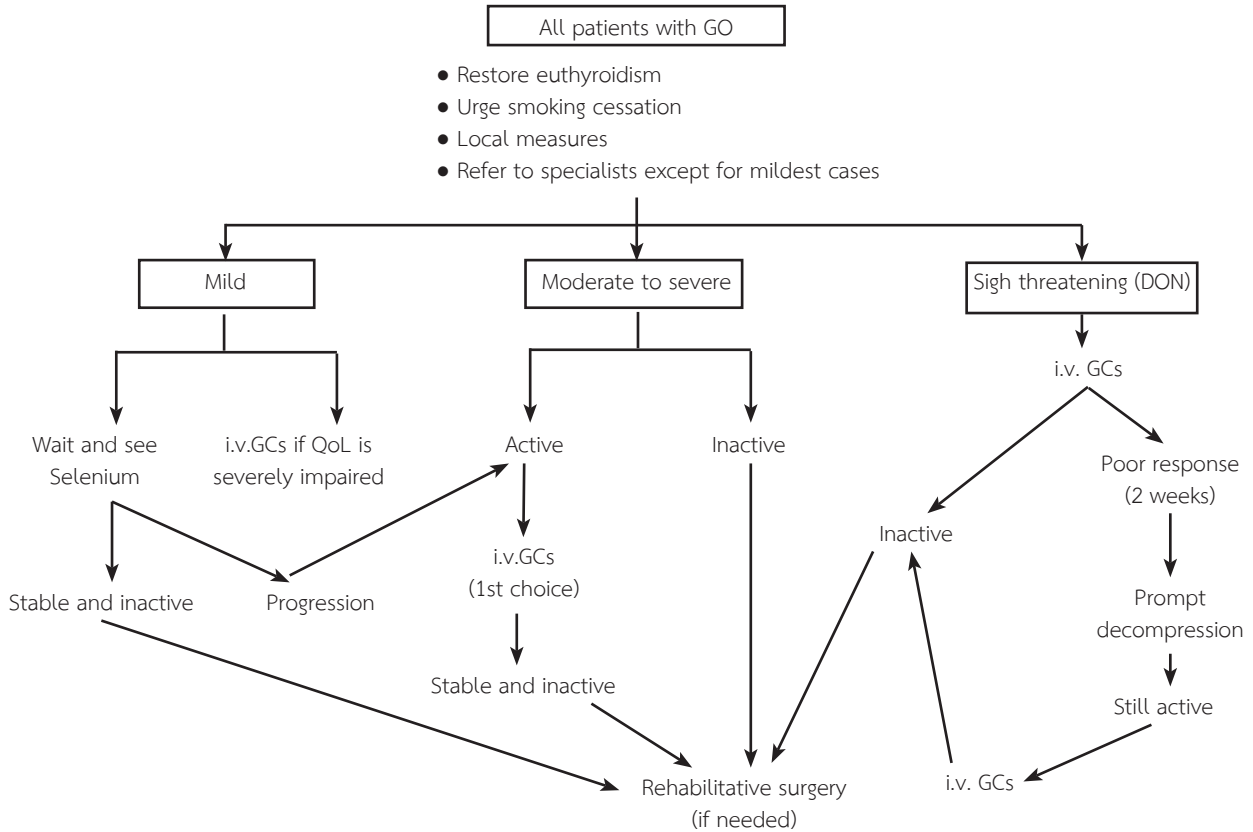 All patients with GO
● Restore euthyroidism
● Urge smoking cessation
● Local measures
● Refer to specialists except for mildest cases
Mild
Moderate to severe
Sigh threatening (DON)
i.v. GCs
Wait and see
Selenium
i.v.GCs if QoL is
severely impaired
Active
Inactive
Poor response
(2 weeks)
Inactive
i.v.GCs
(1st choice)
Stable and inactive
Progression
Prompt
decompression
Stable and inactive
Still active
Rehabilitative surgery
(if needed)
i.v. GCs